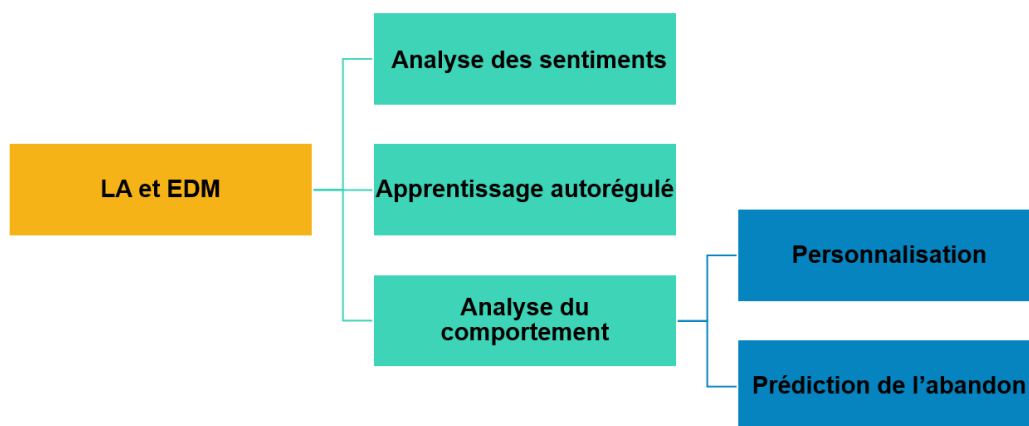 Analyse des sentiments
LA et EDM
Apprentissage autorégulé
Personnalisation
Analyse du
comportement
Prédiction de l’abandon